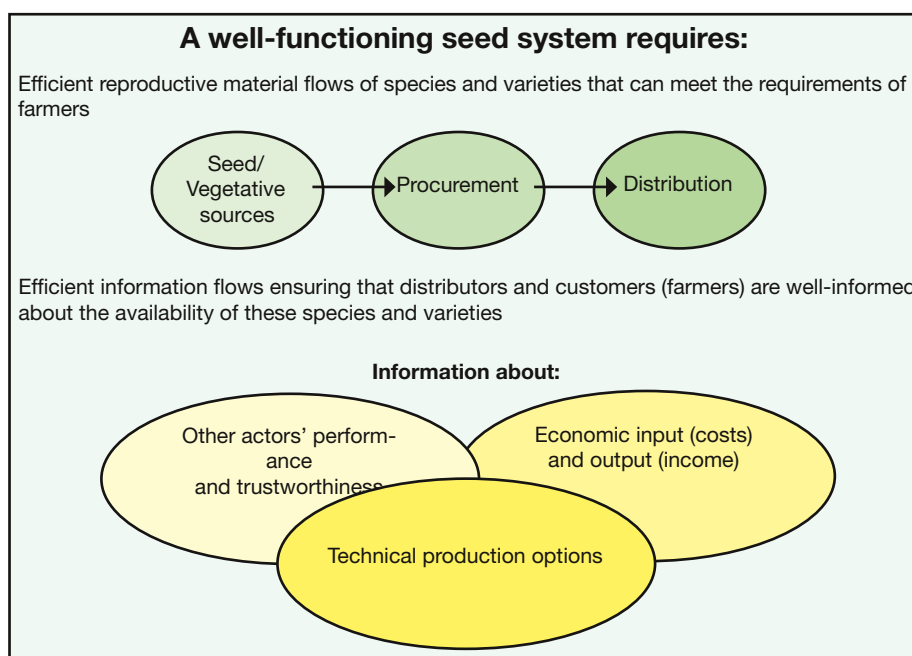 A well-functioning seed system requires:
Efficient reproductive material flows of species and varieties that can meet the requirements of
farmers
Seed/
Vegetative
sources
Procurement
Distribution
Efficient information flows ensuring that distributors and customers (farmers) are well-informed
about the availability of these species and varieties
Information about:
Other actors’ perform-
ance
and trustworthiness
Economic input (costs)
and output (income)
Technical production options